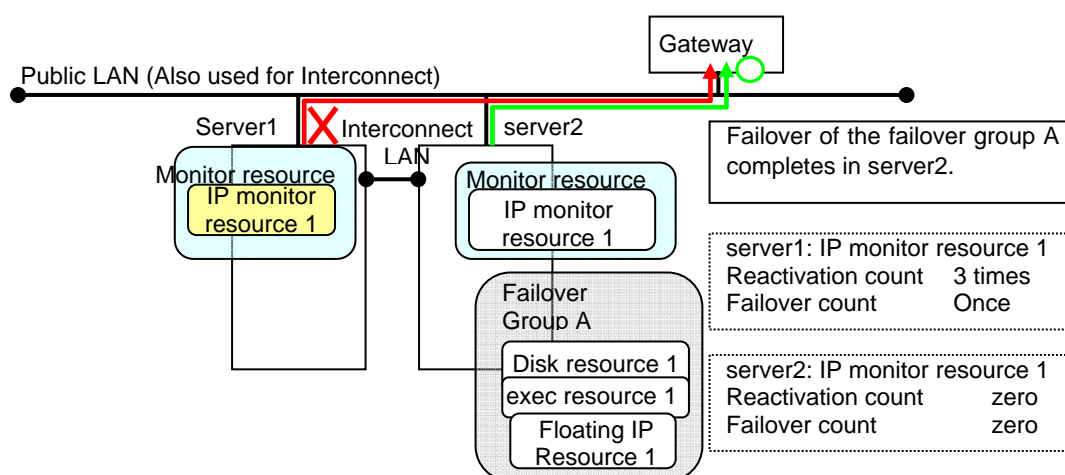 Gateway
Public LAN (Also used for Interconnect)
Server1
Interconnect
LAN
server2
Monitor resource
IP monitor
resource 1
Monitor resource
IP monitor
resource 1
Failover of the failover group A
completes in server2.
server1: IP monitor resource 1
Reactivation count 3 times
Failover count Once
Failover
Group A
Disk resource 1
exec resource 1
Floating IP
Resource 1
server2: IP monitor resource 1
Reactivation count zero
Failover count zero